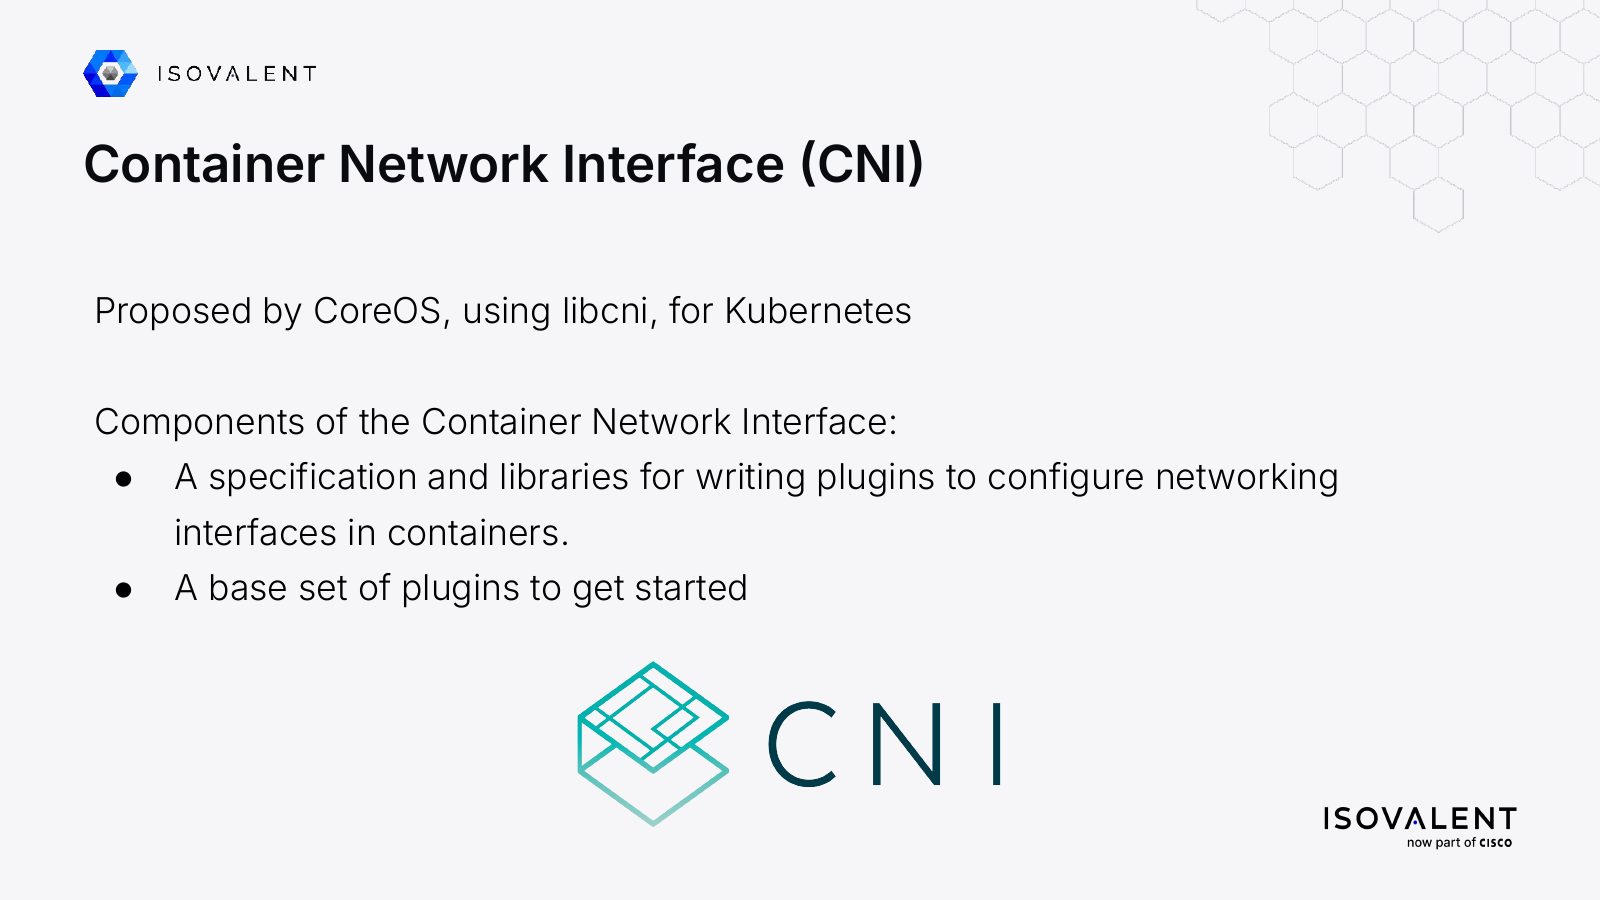 ISOVALENT
Container Network Interface (CNI)
Proposed by CoreOS, using libcni, for Kubernetes
Components of the Container Network Interface:
● A specification and libraries for writing plugins to configure networking
interfaces in containers.
● A base set of plugins to get started
CNI
ISOVALENT
now part of CISCO